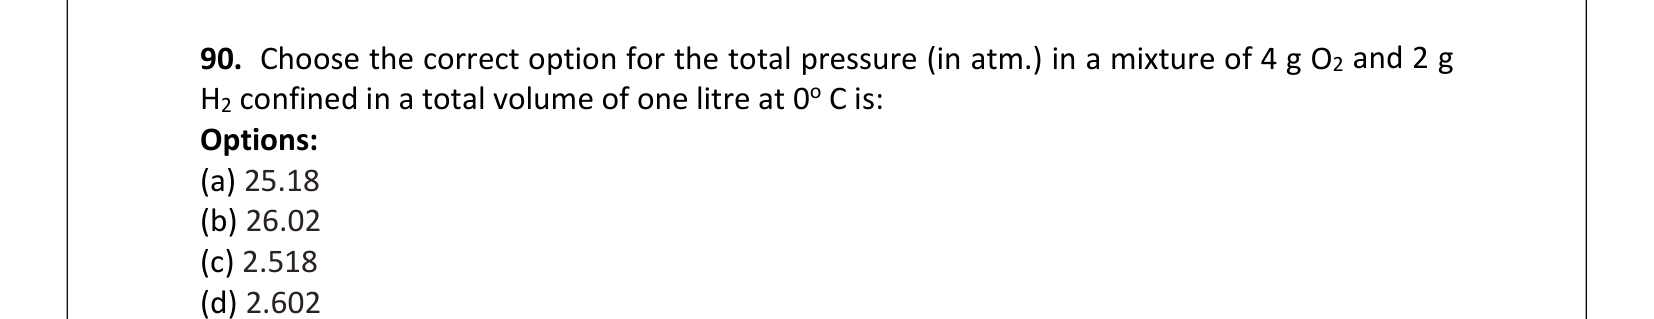 90. Choose the correct option for the total pressure (in atm.) in a mixture of 4 g O₂ and 2 g
H₂ confined in a total volume of one litre at 0⁰ C is:
Options:
(a) 25.18
(b) 26.02
(c) 2.518
(d) 2.602